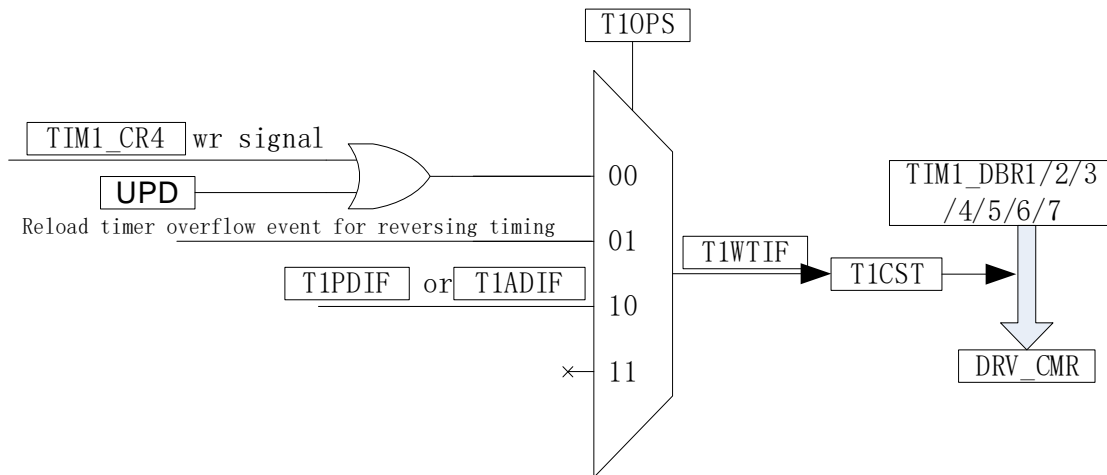 T1OPS
TIM1_CR4 wr signal
UPD
00
TIM1_DBR1/2/3
/4/5/6/7
Reload timer overflow event for reversing timing
01
T1WTIF
T1CST
T1PDIF or T1ADIF
10
11
DRV_CMR